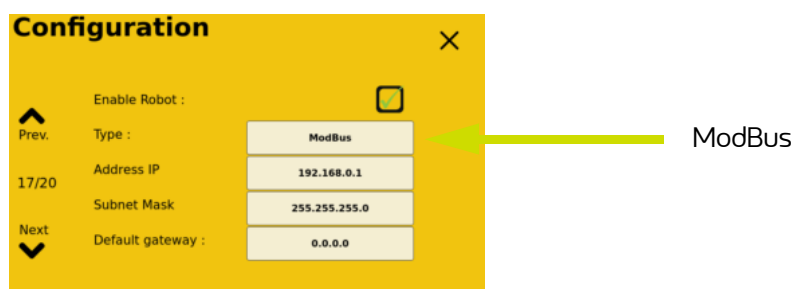 Configuration
Enable Robot :
Prev.
Type :
ModBus
ModBus
Address IP
192.168.0.1
17/20
Subnet Mask
255.255.255.0
Next
Default gateway :
0.0.0.0